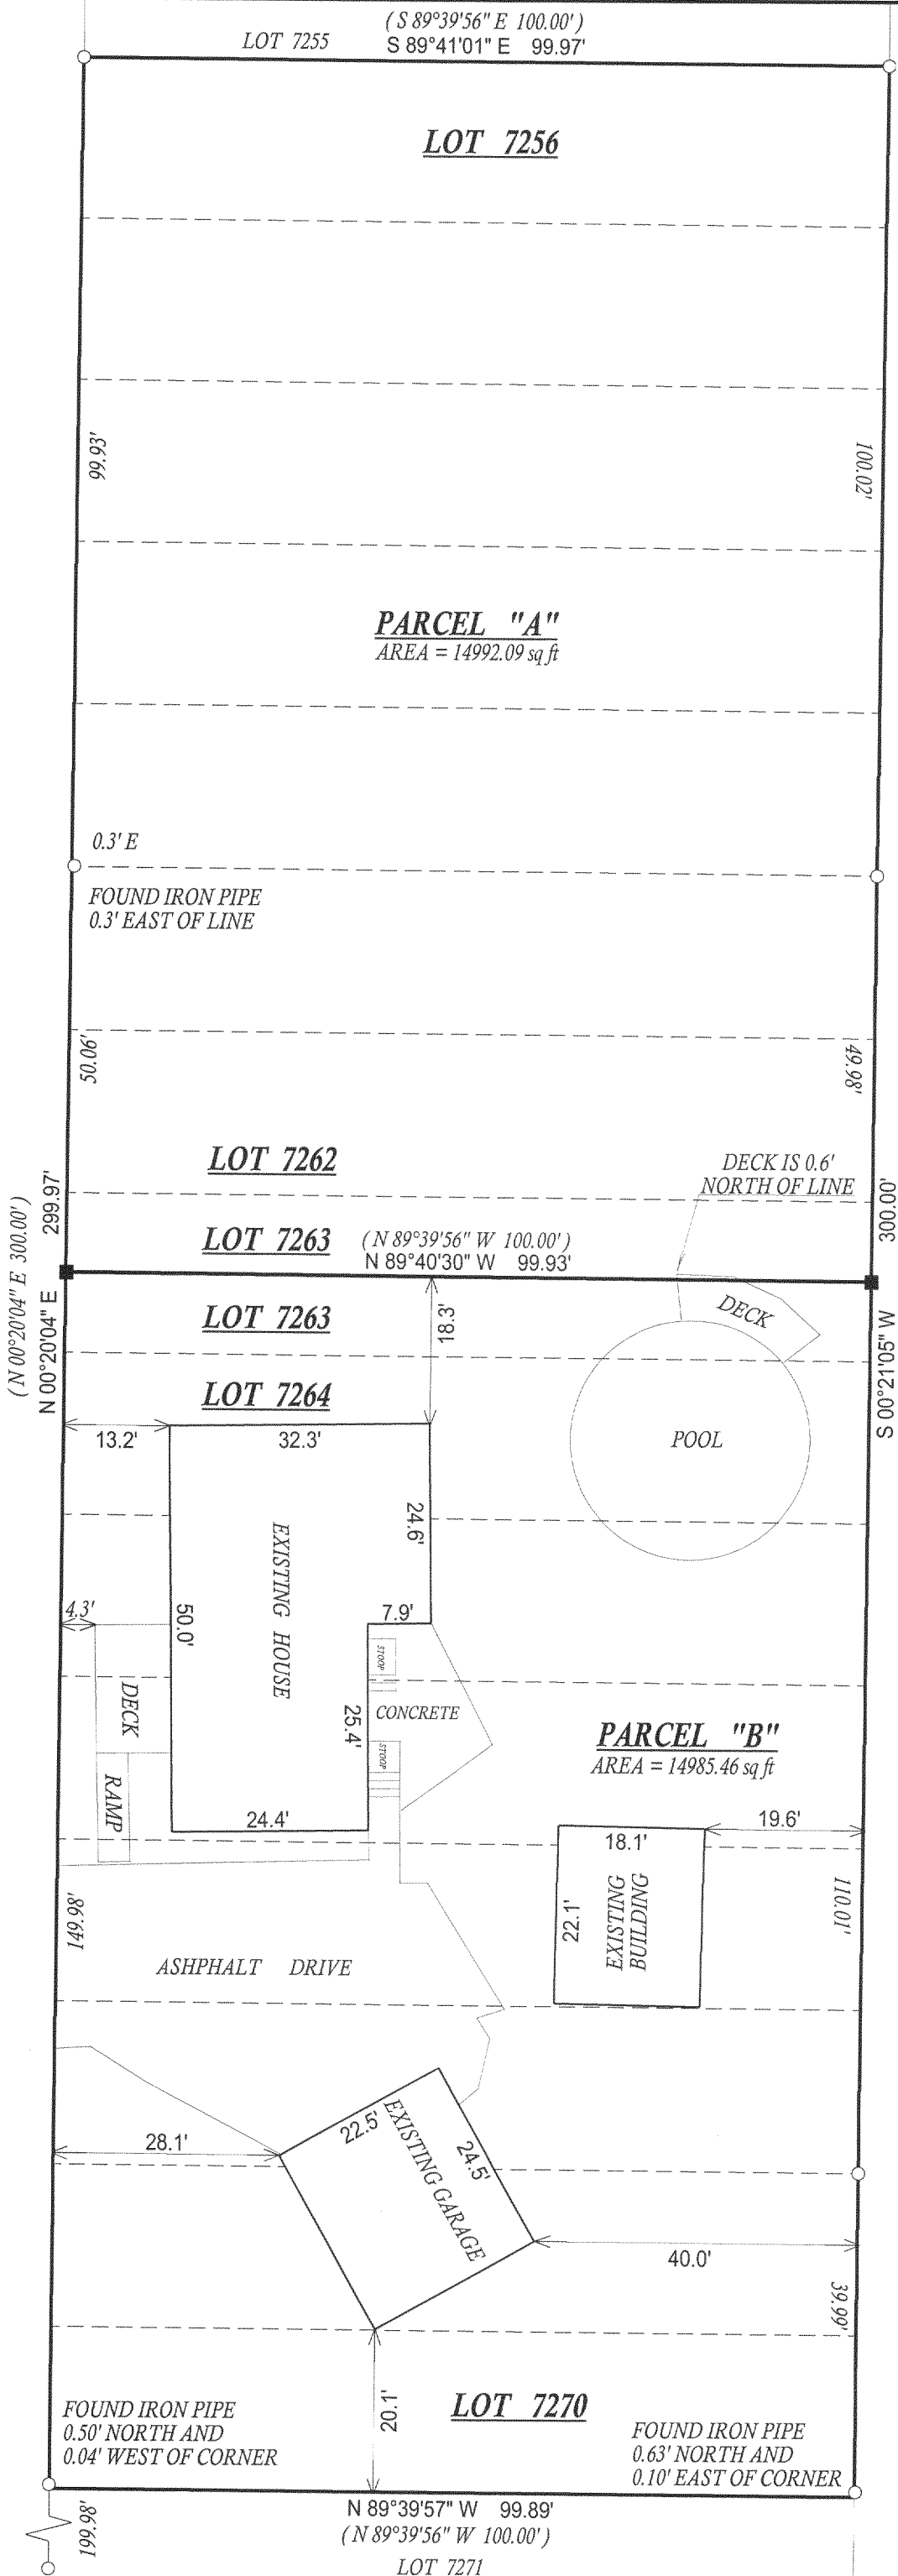 (S 89°39'56" E 100.00')
LOT 7255
S 89°41'01" E 99.97'
LOT 7256
99.93'
100.02'
PARCEL "A"
AREA = 14992.09 sq ft
0.3' E
FOUND IRON PIPE
0.3' EAST OF LINE
50.06'
49.98'
LOT 7262
DECK IS 0.6'
NORTH OF LINE
(N 00°20'04" E 300.00')
N 00°20'04" E 299.97'
S 00°21'05" W 300.00'
LOT 7263
(N 89°39'56" W 100.00')
N 89°40'30" W 99.93'
LOT 7263
18.3'
DECK
LOT 7264
13.2'
32.3'
POOL
24.6'
EXISTING HOUSE
4.3'
50.0'
7.9'
STOOP
DECK
CONCRETE
25.4'
STOOP
PARCEL "B"
AREA = 14985.46 sq ft
RAMP
24.4'
19.6'
18.1'
22.1'
EXISTING
BUILDING
149.98'
110.01'
ASHPHALT DRIVE
22.5'
EXISTING GARAGE
24.5'
28.1'
40.0'
39.99'
20.1'
LOT 7270
FOUND IRON PIPE
0.50' NORTH AND
0.04' WEST OF CORNER
FOUND IRON PIPE
0.63' NORTH AND
0.10' EAST OF CORNER
N 89°39'57" W 99.89'
(N 89°39'56" W 100.00')
199.98'
LOT 7271